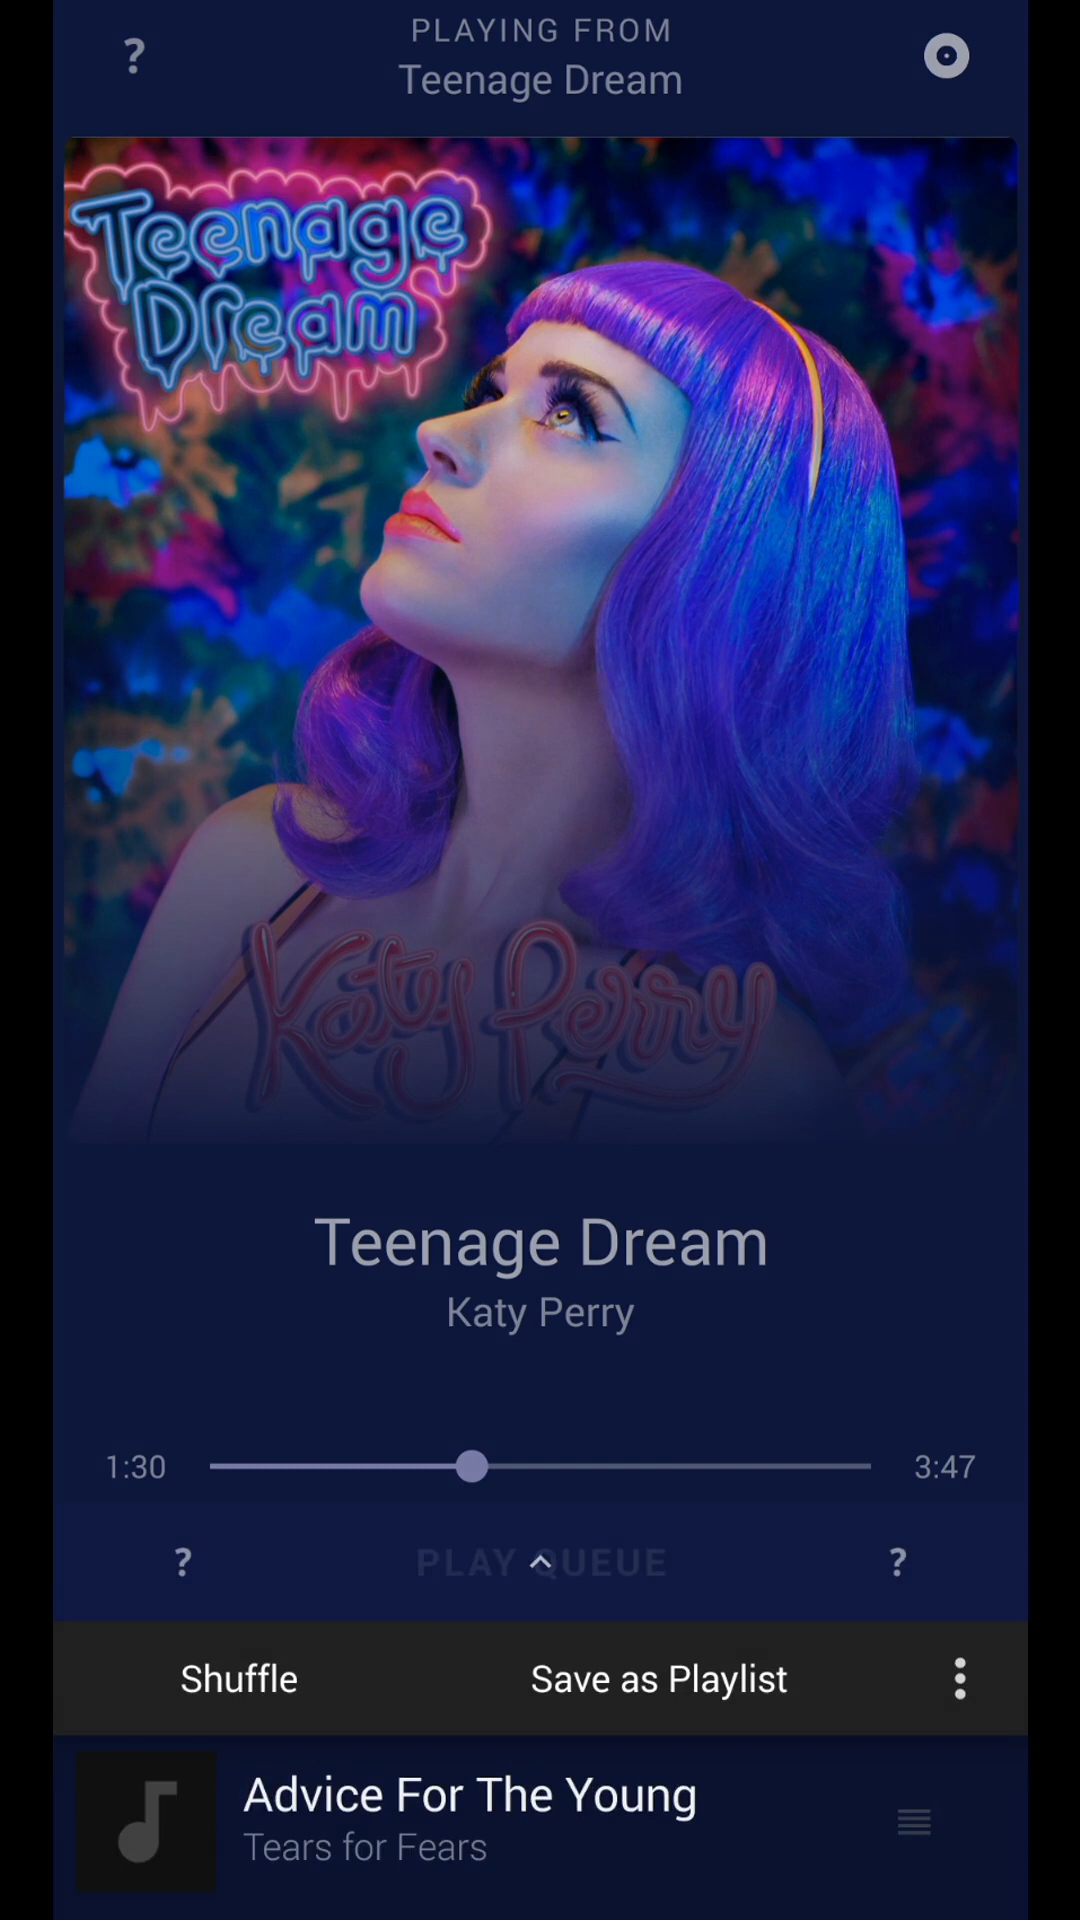 PLAYING FROM
?
Teenage Dream
Teenage
Dream
Katy Perry
Teenage Dream
Katy Perry
1:30
3:47
?
PLAY QUEUE
?
Shuffle
Save as Playlist
Advice For The Young
Tears for Fears